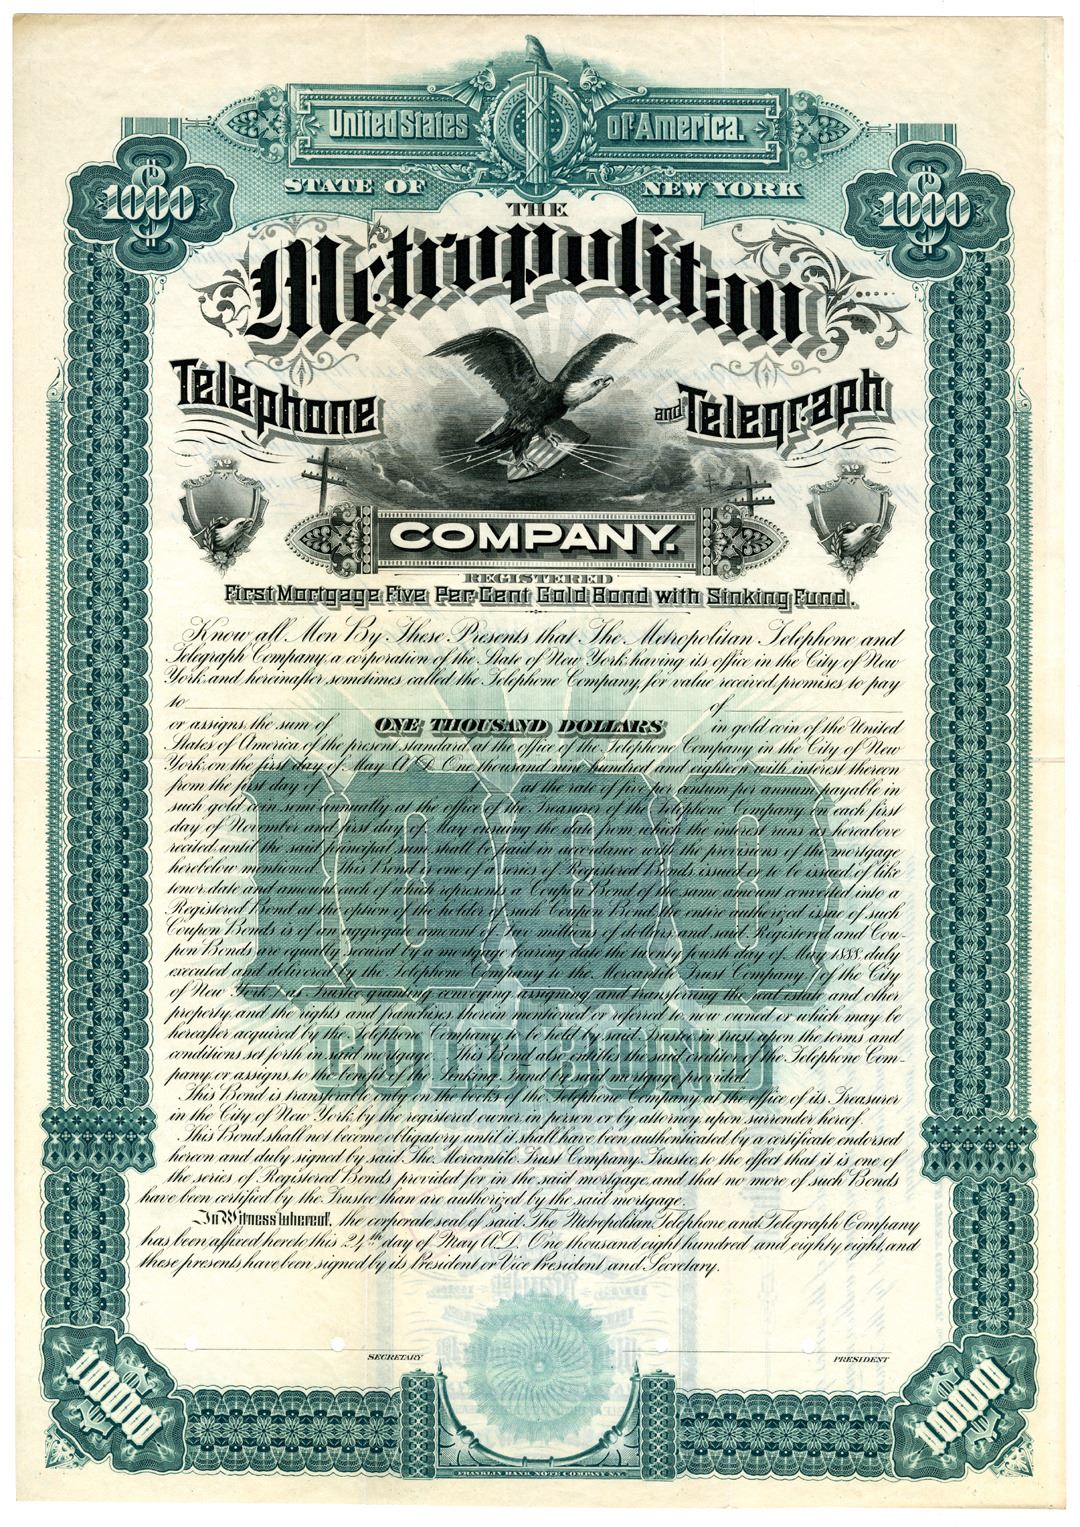 United States of America.
STATE OF NEW YORK
$ 1000 $ 1000
THE
Metropolitan
Telephone and Telegraph
No No
COMPANY.
REGISTERED
First Mortgage Five Per Cent Gold Bond with Sinking Fund.
Know all Men By These Presents that The Metropolitan Telephone and
Telegraph Company, a corporation of the State of New York, having its office in the City of New
York, and hereinafter sometimes called the Telephone Company, for value received, promises to pay
to of
or assigns, the sum of ONE THOUSAND DOLLARS in gold coin of the United
States of America of the present standard, at the office of the Telephone Company in the City of New
York, on the first day of May A.D. One thousand nine hundred and eighteen with interest thereon
from the first day of 1 at the rate of five per centum per annum, payable in
such gold coin, semi-annually at the office of the Treasurer of the Telephone Company, on each first
day of November and first day of May ensuing the date from which the interest runs as hereabove
recited, until the said principal sum shall be paid in accordance with the provisions of the mortgage
herebelow mentioned. This Bond is one of a series of Registered Bonds, issued or to be issued, of like
tenor, date and amount, each of which represents a Coupon Bond of the same amount converted into a
Registered Bond at the option of the holder of such Coupon Bond, the entire authorized issue of such
Coupon Bonds is of an aggregate amount of Two millions of dollars, and said Registered and Cou-
pon Bonds are equally secured by a mortgage bearing date the twenty fourth day of May 1888, duly
executed and delivered by the Telephone Company to the Mercantile Trust Company (of the City
of New York) as Trustee, granting, conveying, assigning and transferring the real estate and other
property, and the rights and franchises therein mentioned or referred to, now owned or which may be
hereafter acquired by the Telephone Company, to be held by said Trustee in trust upon the terms and
conditions set forth in said mortgage. This Bond also entitles the said creditor of the Telephone Com-
pany, or assigns, to the benefit of the Sinking Fund by said mortgage provided.
1000
GOLD BOND
This Bond is transferable only on the books of the Telephone Company at the office of its Treasurer
in the City of New York, by the registered owner, in person or by attorney, upon surrender hereof.
This Bond shall not become obligatory until it shall have been authenticated by a certificate endorsed
hereon and duly signed by said The Mercantile Trust Company, Trustee, to the effect that it is one of
the series of Registered Bonds provided for in the said mortgage, and that no more of such Bonds
have been certified by the Trustee than are authorized by the said mortgage.
In Witness whereof, the corporate seal of said The Metropolitan Telephone and Telegraph Company
has been affixed hereto this 24th day of May A.D. One thousand eight hundred and eighty eight, and
these presents have been signed by its President or Vice President and Secretary.
SECRETARY PRESIDENT
$ 1000 $ 1000
FRANKLIN BANK NOTE COMPANY N.Y.